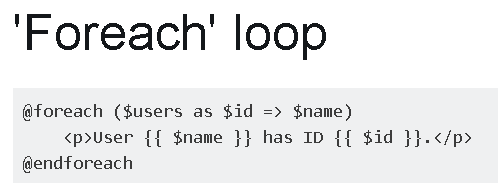 'Foreach' loop
@foreach ($users as $id => $name)
    <p>User {{ $name }} has ID {{ $id }}.</p>
@endforeach